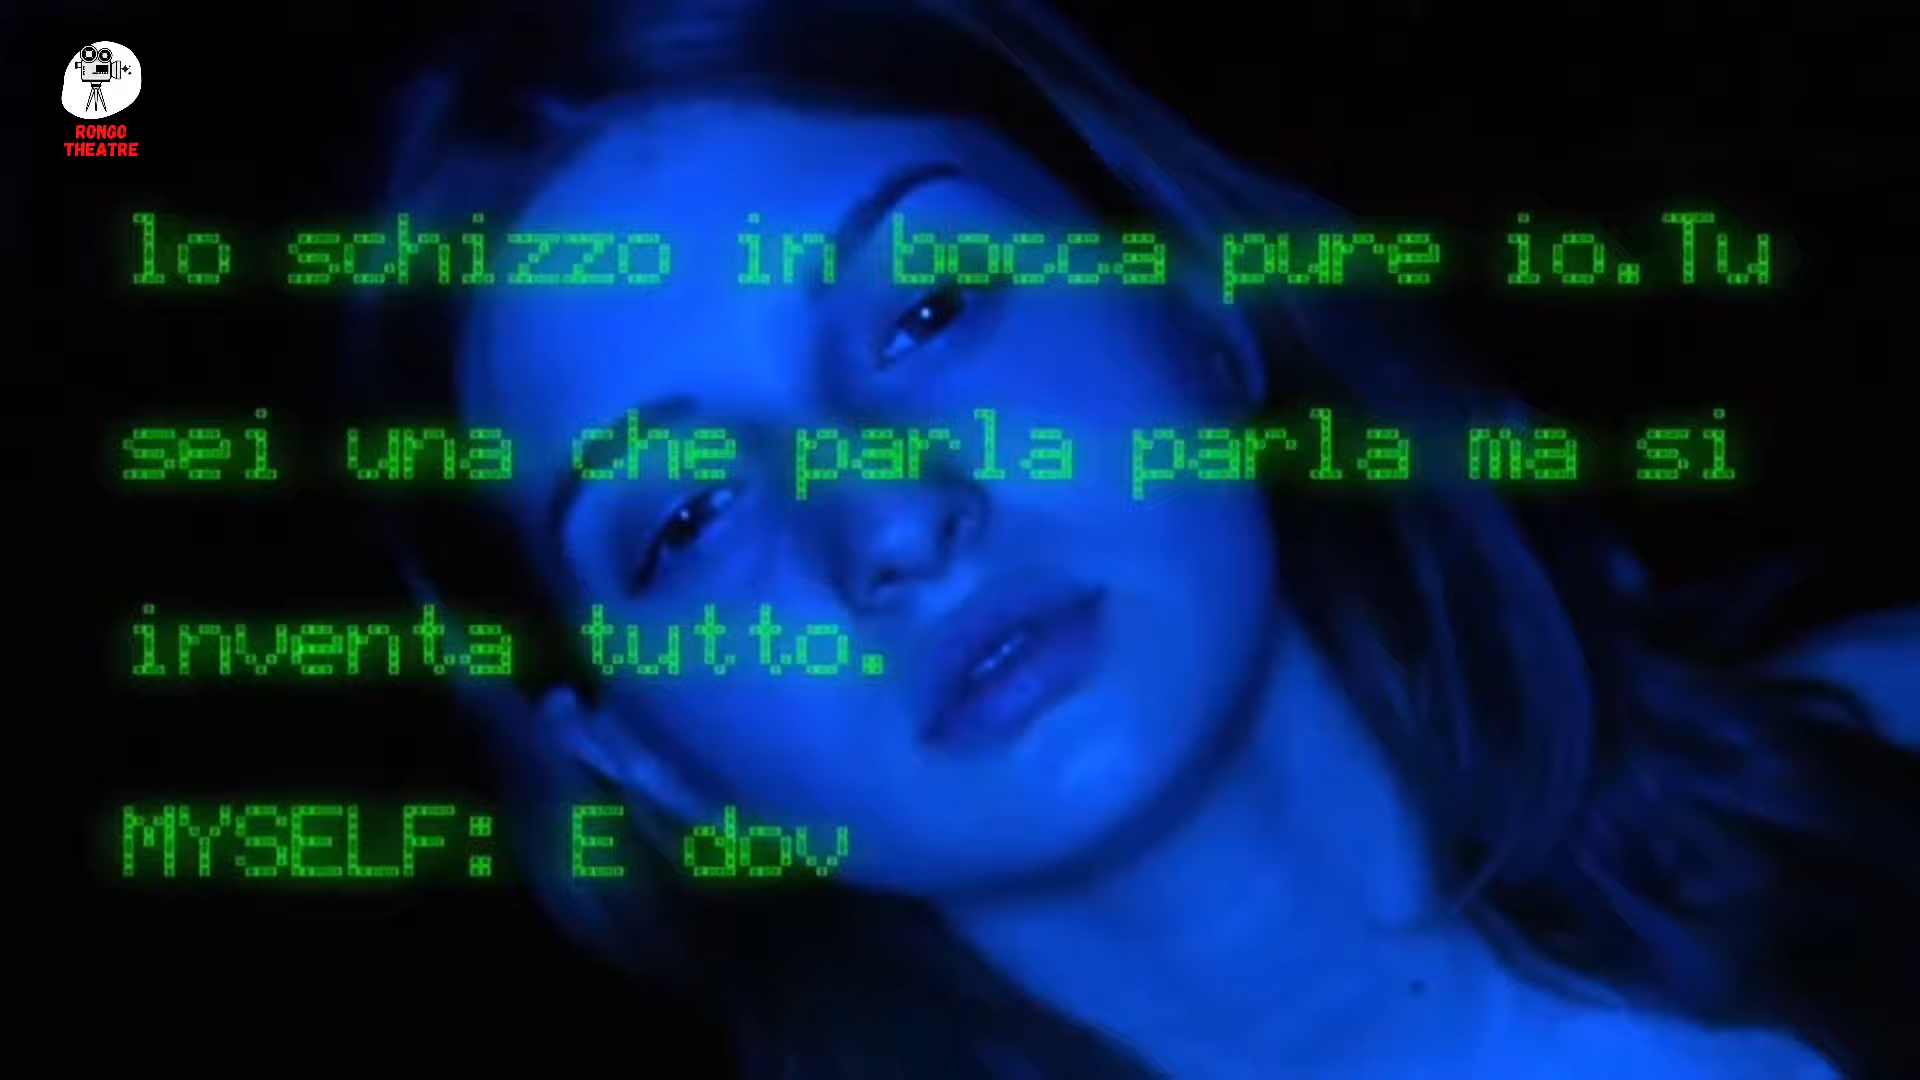 RONGO
THEATRE
lo schizzo in bocca pure io.Tu
sei una che parla parla ma si
inventa tutto.
MYSELF: E dov